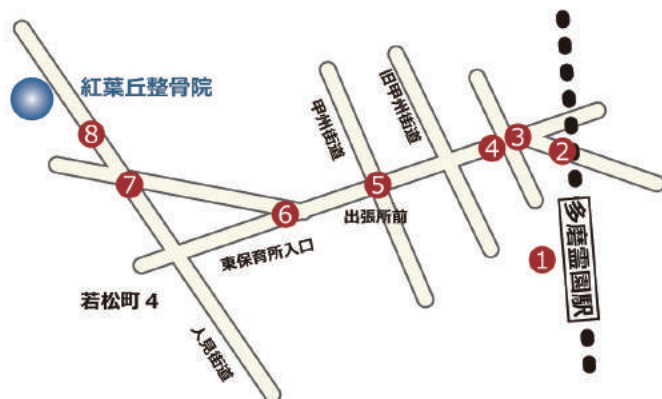 紅葉丘整骨院
甲州街道
旧甲州街道
8
7
6
5
4
3
2
1
出張所前
東保育所入口
若松町 4
人見街道
多磨霊園駅